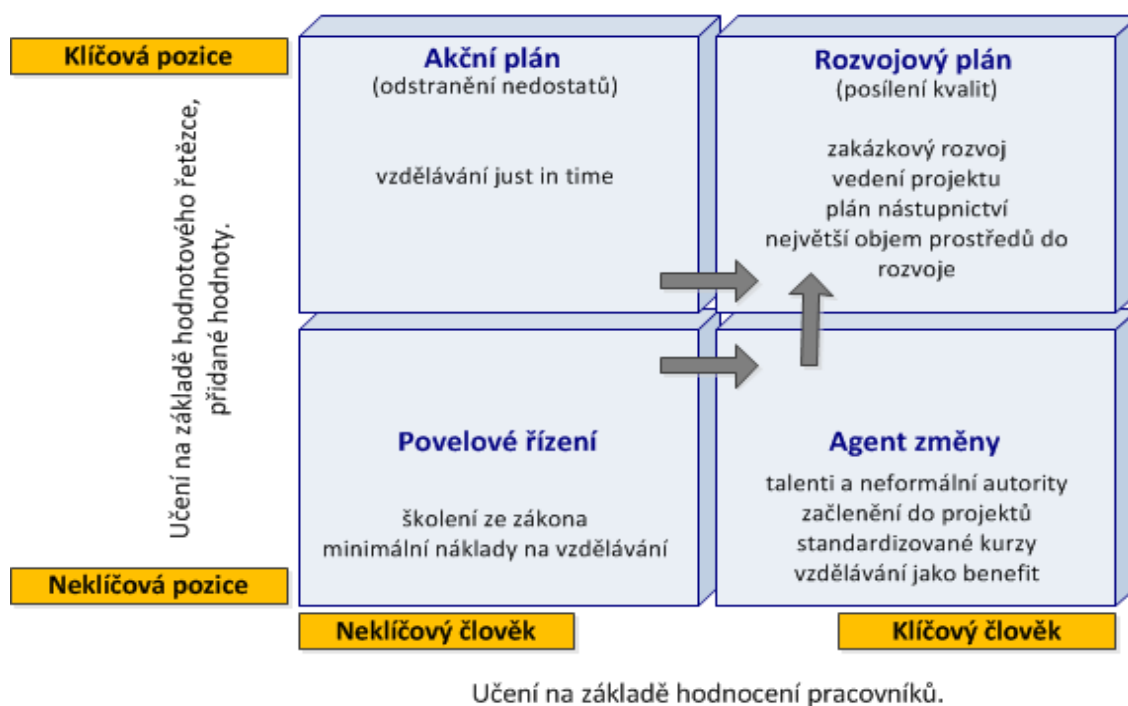 Klíčová pozice
Učení na základě hodnotového řetězce,
přidané hodnoty.
Neklíčová pozice
Akční plán
(odstranění nedostatů)
vzdělávání just in time
Rozvojový plán
(posílení kvalit)
zakázkový rozvoj
vedení projektu
plán nástupnictví
největší objem prostředů do
rozvoje
Povelové řízení
školení ze zákona
minimální náklady na vzdělávání
Agent změny
talenti a neformální autority
začlenění do projektů
standardizované kurzy
vzdělávání jako benefit
Neklíčový člověk
Klíčový člověk
Učení na základě hodnocení pracovníků.